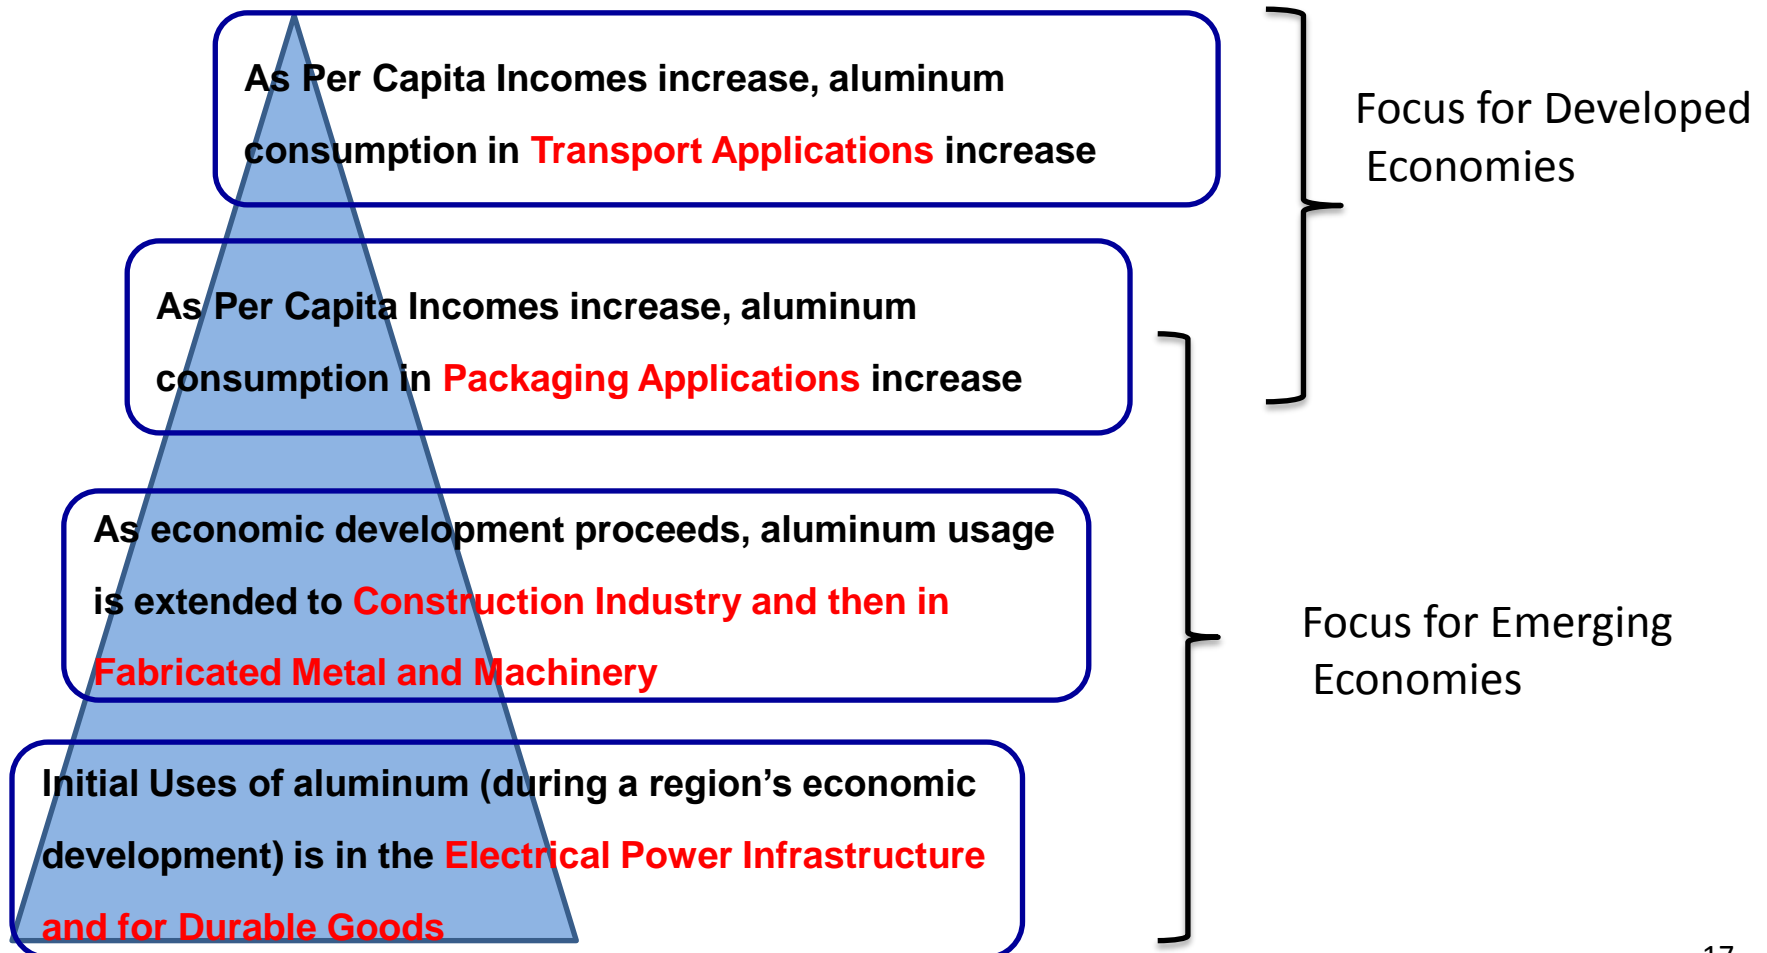 As Per Capita Incomes increase, aluminum
consumption in Transport Applications increase
Focus for Developed
Economies
As Per Capita Incomes increase, aluminum
consumption in Packaging Applications increase
As economic development proceeds, aluminum usage
is extended to Construction Industry and then in
Fabricated Metal and Machinery
Focus for Emerging
Economies
Initial Uses of aluminum (during a region’s economic
development) is in the Electrical Power Infrastructure
and for Durable Goods
17